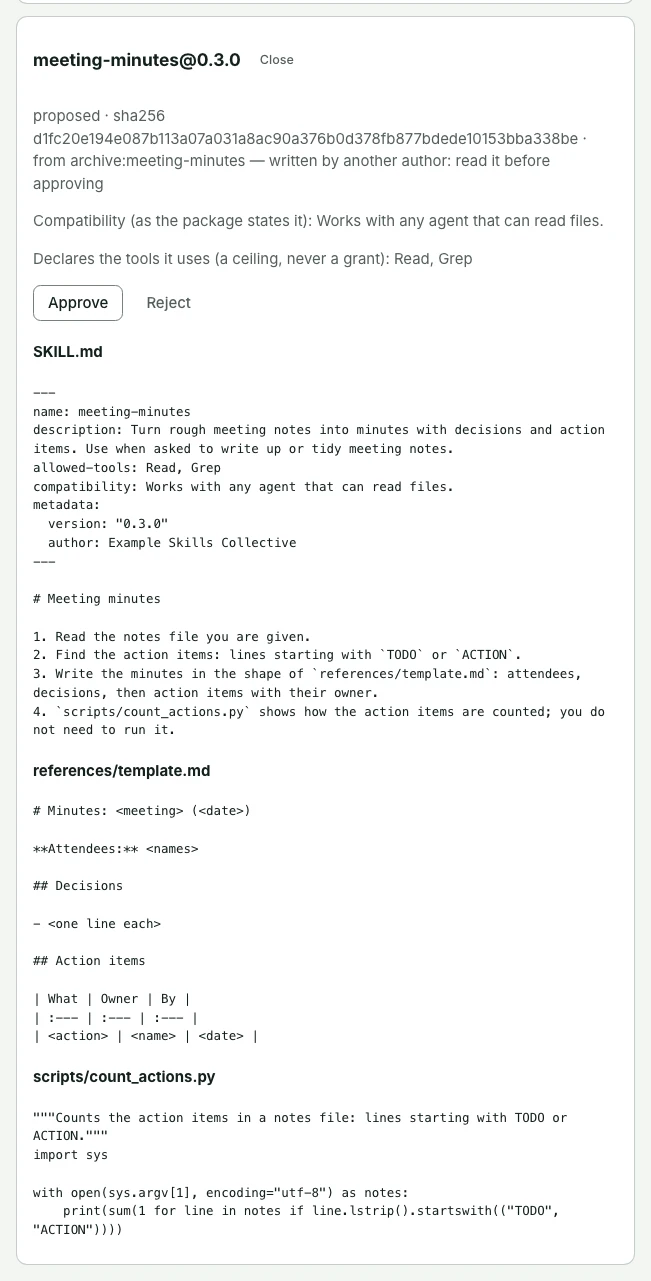 meeting-minutes@0.3.0 Close
proposed · sha256
d1fc20e194e087b113a07a031a8ac90a376b0d378fb877bdede10153bba338be ·
from archive:meeting-minutes — written by another author: read it before
approving
Compatibility (as the package states it): Works with any agent that can read files.
Declares the tools it uses (a ceiling, never a grant): Read, Grep
Approve Reject
SKILL.md
---
name: meeting-minutes
description: Turn rough meeting notes into minutes with decisions and action
items. Use when asked to write up or tidy meeting notes.
allowed-tools: Read, Grep
compatibility: Works with any agent that can read files.
metadata:
  version: "0.3.0"
  author: Example Skills Collective
---
# Meeting minutes
1. Read the notes file you are given.
2. Find the action items: lines starting with `TODO` or `ACTION`.
3. Write the minutes in the shape of `references/template.md`: attendees,
decisions, then action items with their owner.
4. `scripts/count_actions.py` shows how the action items are counted; you do
not need to run it.
references/template.md
# Minutes: <meeting> (<date>)
**Attendees:** <names>
## Decisions
- <one line each>
## Action items
| What | Owner | By |
| :--- | :--- | :--- |
| <action> | <name> | <date> |
scripts/count_actions.py
"""Counts the action items in a notes file: lines starting with TODO or
ACTION."""
import sys
with open(sys.argv[1], encoding="utf-8") as notes:
    print(sum(1 for line in notes if line.lstrip().startswith(("TODO",
"ACTION"))))